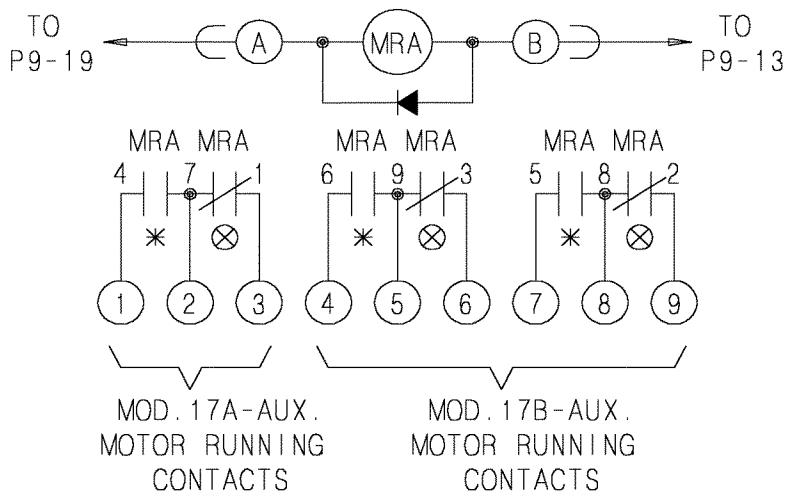 TO
P9-19
A
MRA
B
TO
P9-13
MRA MRA
4 7 1
MRA MRA
6 9 3
MRA MRA
5 8 2
1 2 3
4 5 6
7 8 9
MOD.17A-AUX.
MOTOR RUNNING
CONTACTS
MOD.17B-AUX.
MOTOR RUNNING
CONTACTS